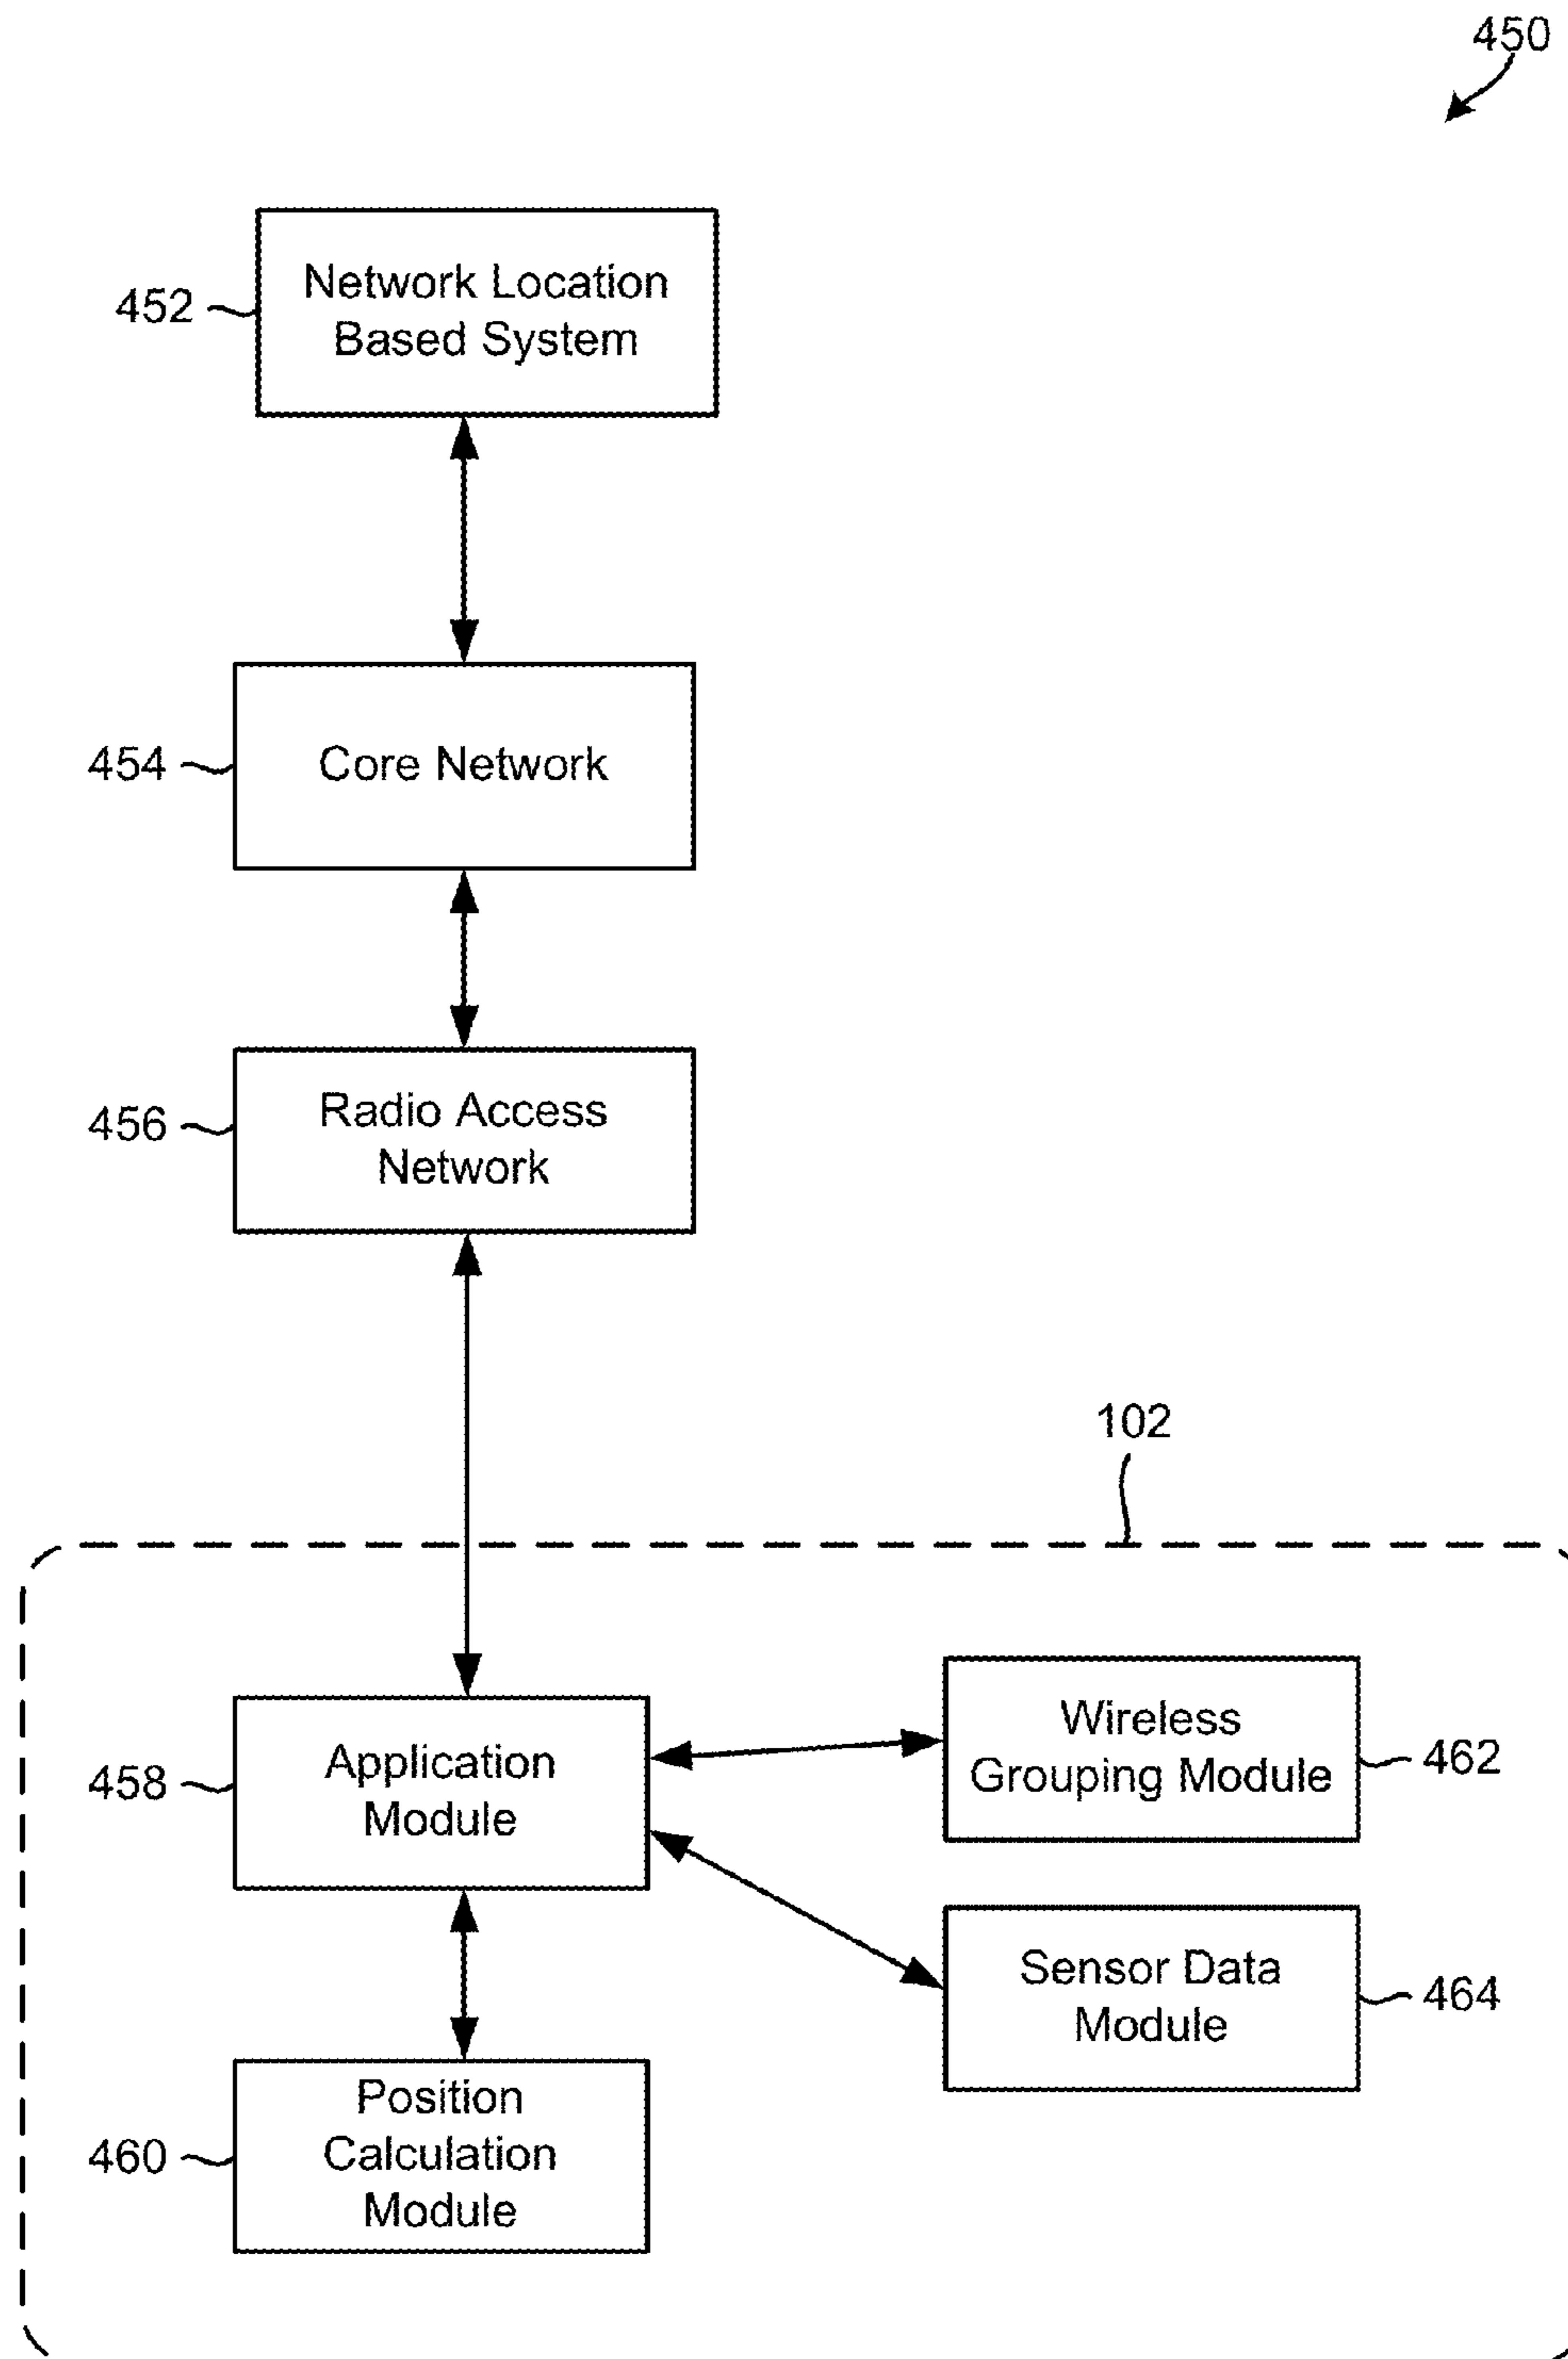 450
Network Location
Based System
452
Core Network
454
Radio Access
Network
456
102
Application
Module
458
Wireless
Grouping Module
462
Sensor Data
Module
464
Position
Calculation
Module
460